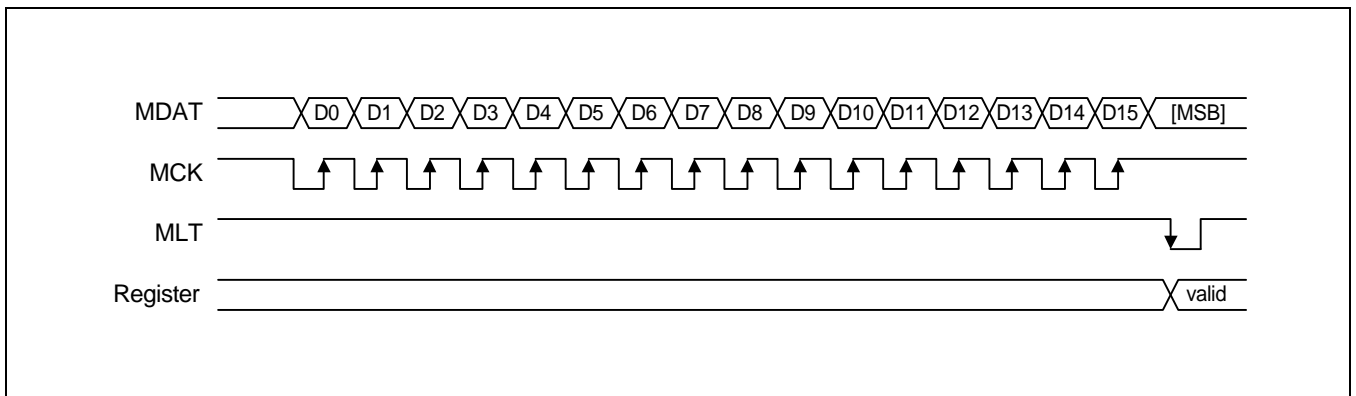 MDAT D0 D1 D2 D3 D4 D5 D6 D7 D8 D9 D10 D11 D12 D13 D14 D15 [MSB]
MCK
MLT
Register valid